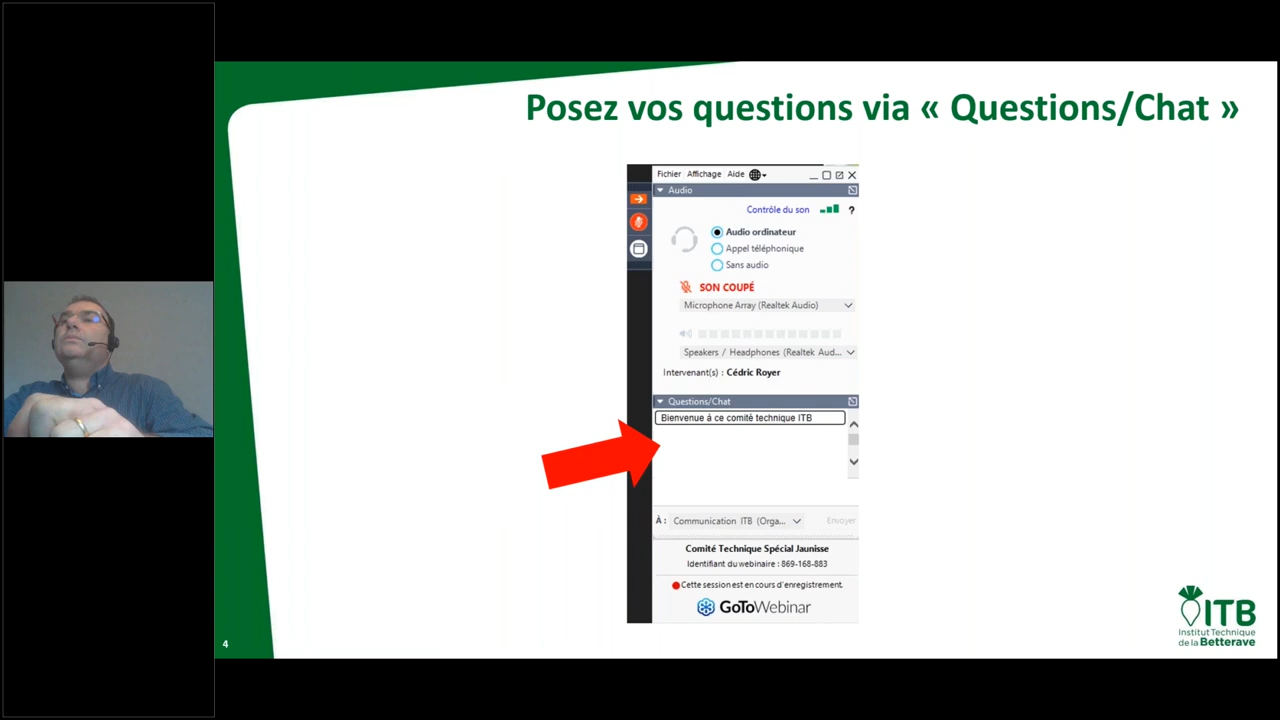 Posez vos questions via « Questions/Chat »
Fichier Affichage Aide
Audio
Contrôle du son ?
Audio ordinateur
Appel téléphonique
Sans audio
SON COUPÉ
Microphone Array (Realtek Audio)
Speakers / Headphones (Realtek Aud...
Intervenant(s) : Cédric Royer
Questions/Chat
Bienvenue à ce comité technique ITB
À : Communication ITB (Orga... Envoyer
Comité Technique Spécial Jaunisse
Identifiant du webinaire : 869-168-883
Cette session est en cours d'enregistrement.
GoToWebinar
ITB
Institut Technique
de la Betterave
4